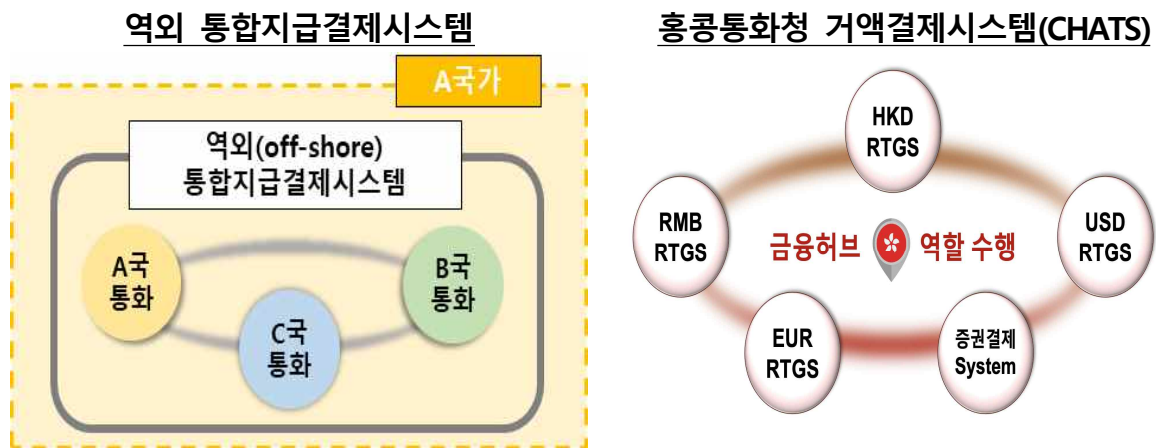 역외 통합지급결제시스템
A국가
역외(off-shore)
통합지급결제시스템
A국
통화
B국
통화
C국
통화
홍콩통화청 거액결제시스템(CHATS)
HKD
RTGS
RMB
RTGS
금융허브 역할 수행
USD
RTGS
EUR
RTGS
증권결제
System